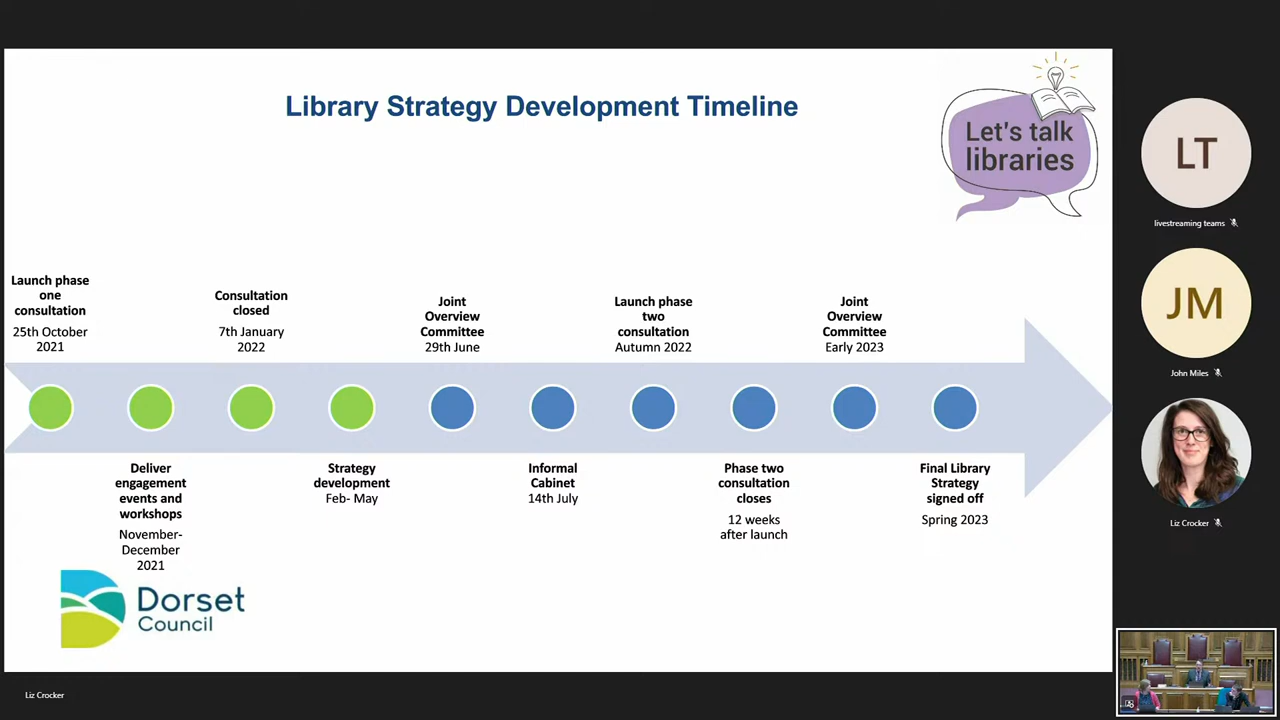 Library Strategy Development Timeline
Let's talk
libraries
Launch phase
one
consultation
25th October
2021
Deliver
engagement
events and
workshops
November-
December
2021
Consultation
closed
7th January
2022
Strategy
development
Feb- May
Joint
Overview
Committee
29th June
Informal
Cabinet
14th July
Launch phase
two
consultation
Autumn 2022
Phase two
consultation
closes
12 weeks
after launch
Joint
Overview
Committee
Early 2023
Final Library
Strategy
signed off
Spring 2023
Dorset
Council
LT
livestreaming teams
JM
John Miles
Liz Crocker
Liz Crocker